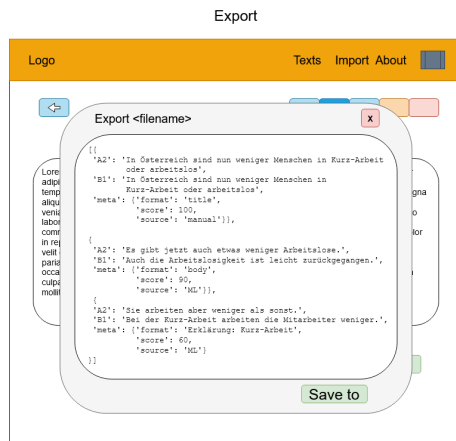 Export
Logo
Texts Import About
Export <filename>
x
[{
'A2': 'In Österreich sind nun weniger Menschen in Kurz-Arbeit
oder arbeitslos',
'B1': 'In Österreich sind nun weniger Menschen in
Kurz-Arbeit oder arbeitslos',
'meta': {'format': 'title',
'score': 100,
'source': 'manual'}},
{
'A2': 'Es gibt jetzt auch etwas weniger Arbeitslose.',
'B1': 'Auch die Arbeitslosigkeit ist leicht zurückgegangen.',
'meta': {'format': 'body',
'score': 90,
'source': 'ML'}},
{
'A2': 'Sie arbeiten aber weniger als sonst.',
'B1': 'Bei der Kurz-Arbeit arbeiten die Mitarbeiter weniger.',
'meta': {'format': 'Erklärung: Kurz-Arbeit',
'score': 60,
'source': 'ML'}
}]
Save to